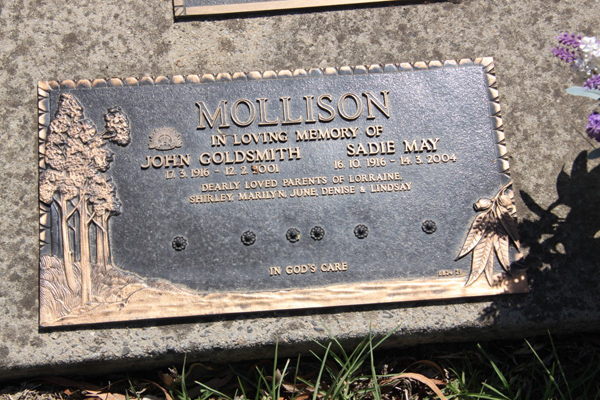 MOLLISON
IN LOVING MEMORY OF
JOHN GOLDSMITH SADIE MAY
17. 3. 1916 - 12. 2. 2001 16. 10. 1916 - 14. 3. 2004
DEARLY LOVED PARENTS OF LORRAINE,
SHIRLEY, MARILYN, JUNE, DENISE & LINDSAY
IN GOD'S CARE